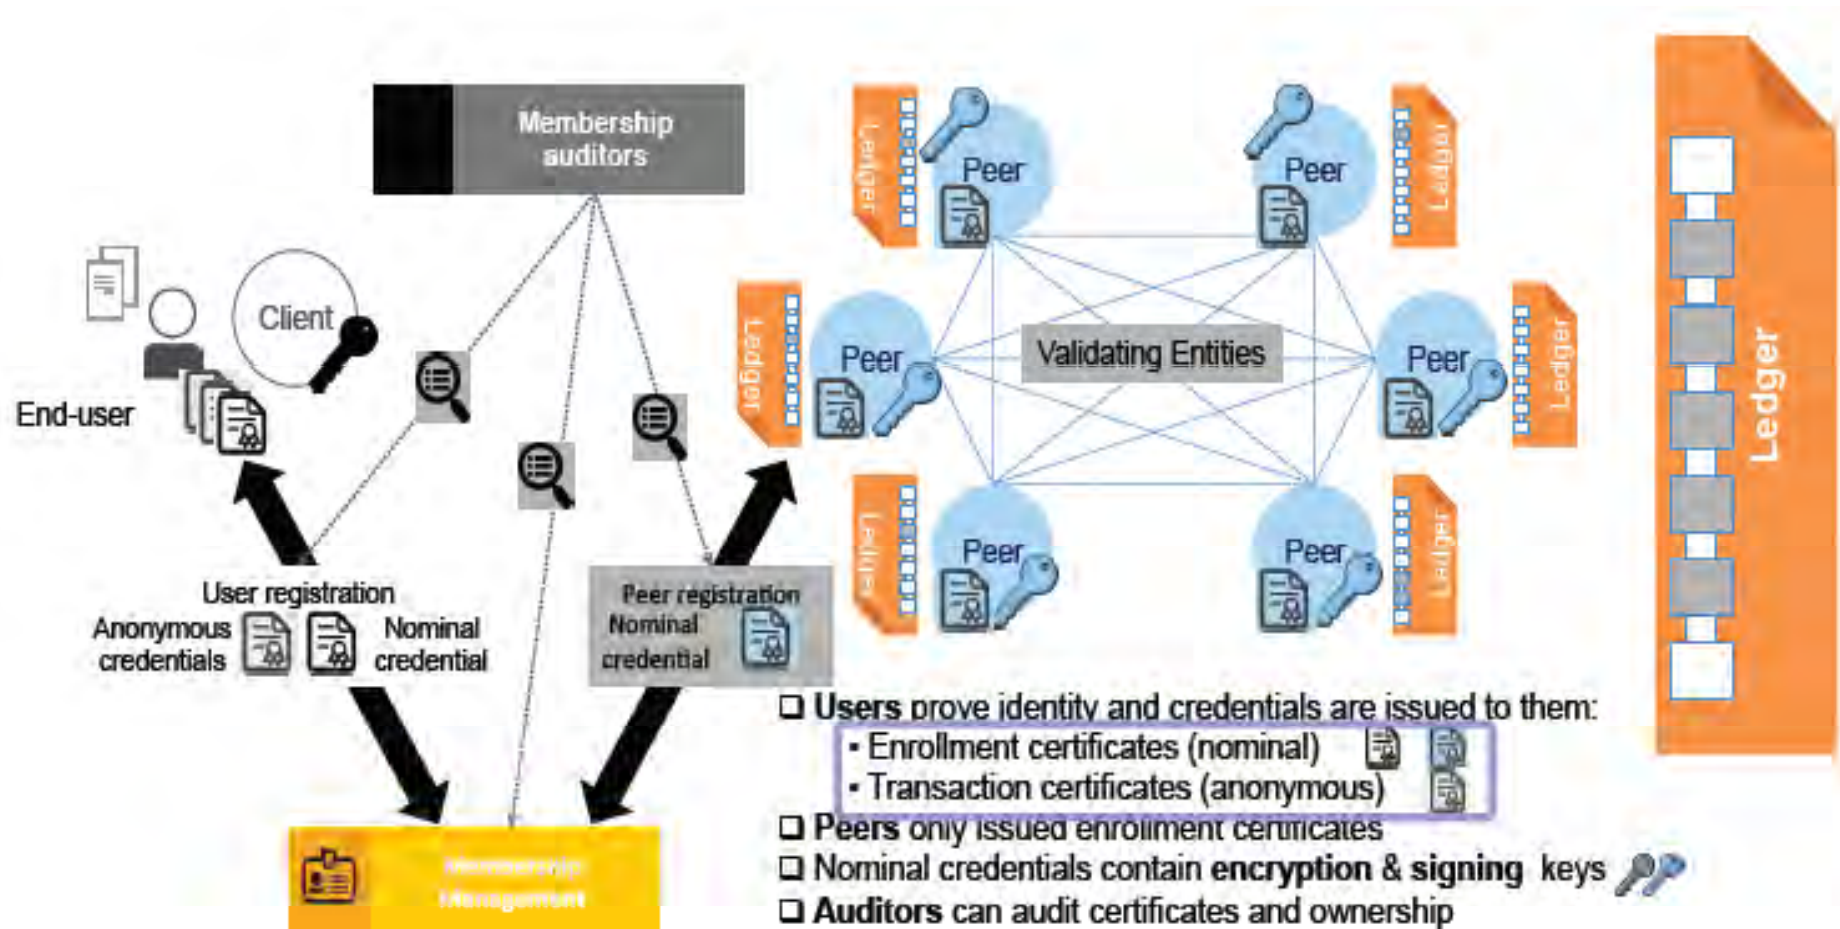 Membership
auditors
Client
End-user
User registration
Anonymous
credentials
Nominal
credential
Peer registration
Nominal
credential
Membership
Management
Ledger
Peer
Peer
Ledger
Ledger
Peer
Validating Entities
Peer
Ledger
Ledger
Peer
Peer
Ledger
Ledger
❑ Users prove identity and credentials are issued to them:
▪ Enrollment certificates (nominal)
▪ Transaction certificates (anonymous)
❑ Peers only issued enrollment certificates
❑ Nominal credentials contain encryption & signing keys
❑ Auditors can audit certificates and ownership